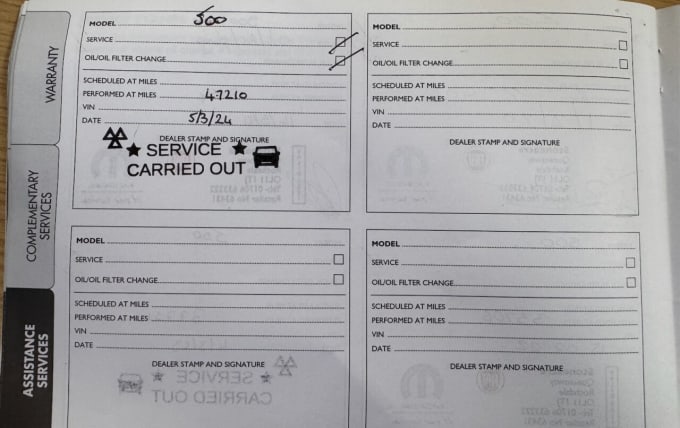 WARRANTY
COMPLEMENTARY SERVICES
ASSISTANCE SERVICES
MODEL 500
SERVICE
OIL/OIL FILTER CHANGE
SCHEDULED AT MILES
PERFORMED AT MILES 47210
VIN
DATE 5/3/24
DEALER STAMP AND SIGNATURE
SERVICE
CARRIED OUT
MODEL
SERVICE
OIL/OIL FILTER CHANGE
SCHEDULED AT MILES
PERFORMED AT MILES
VIN
DATE
DEALER STAMP AND SIGNATURE
MODEL
SERVICE
OIL/OIL FILTER CHANGE
SCHEDULED AT MILES
PERFORMED AT MILES
VIN
DATE
DEALER STAMP AND SIGNATURE
SERVICE
CARRIED OUT
MODEL
SERVICE
OIL/OIL FILTER CHANGE
SCHEDULED AT MILES
PERFORMED AT MILES
VIN
DATE
DEALER STAMP AND SIGNATURE